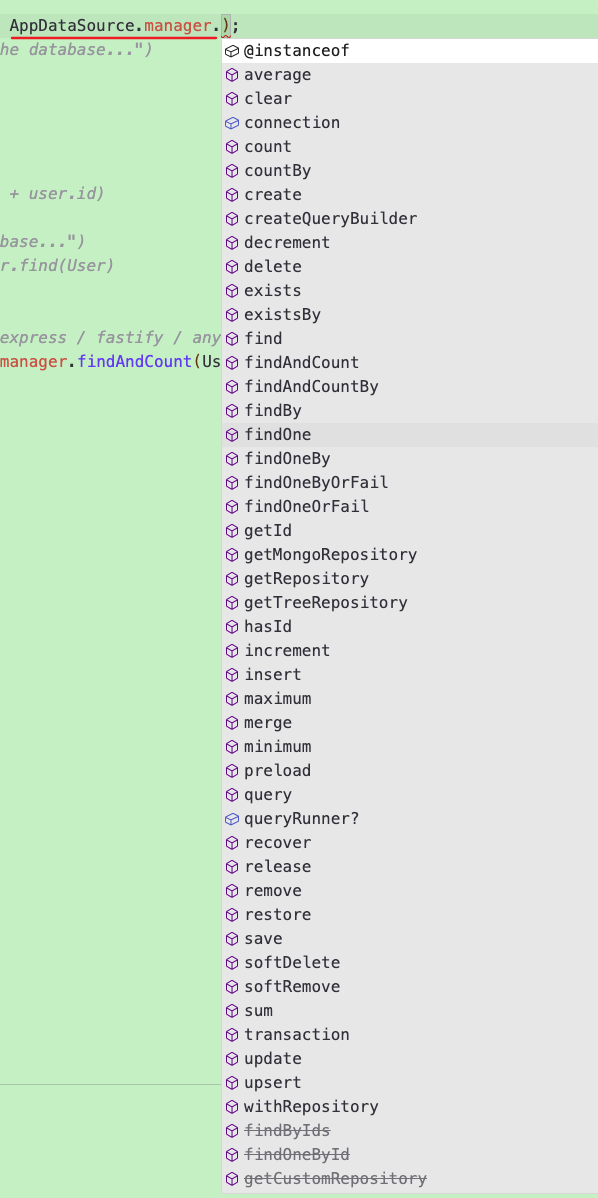 AppDataSource.manager.);
he database...")
@instanceof
average
clear
connection
count
countBy
+ user.id)
create
createQueryBuilder
base...")
decrement
r.find(User)
delete
exists
existsBy
express / fastify / any
find
manager.findAndCount(Us
findAndCount
findAndCountBy
findBy
findOne
findOneBy
findOneByOrFail
findOneOrFail
getId
getMongoRepository
getRepository
getTreeRepository
hasId
increment
insert
maximum
merge
minimum
preload
query
queryRunner?
recover
release
remove
restore
save
softDelete
softRemove
sum
transaction
update
upsert
withRepository
findByIds
findOneById
getCustomRepository